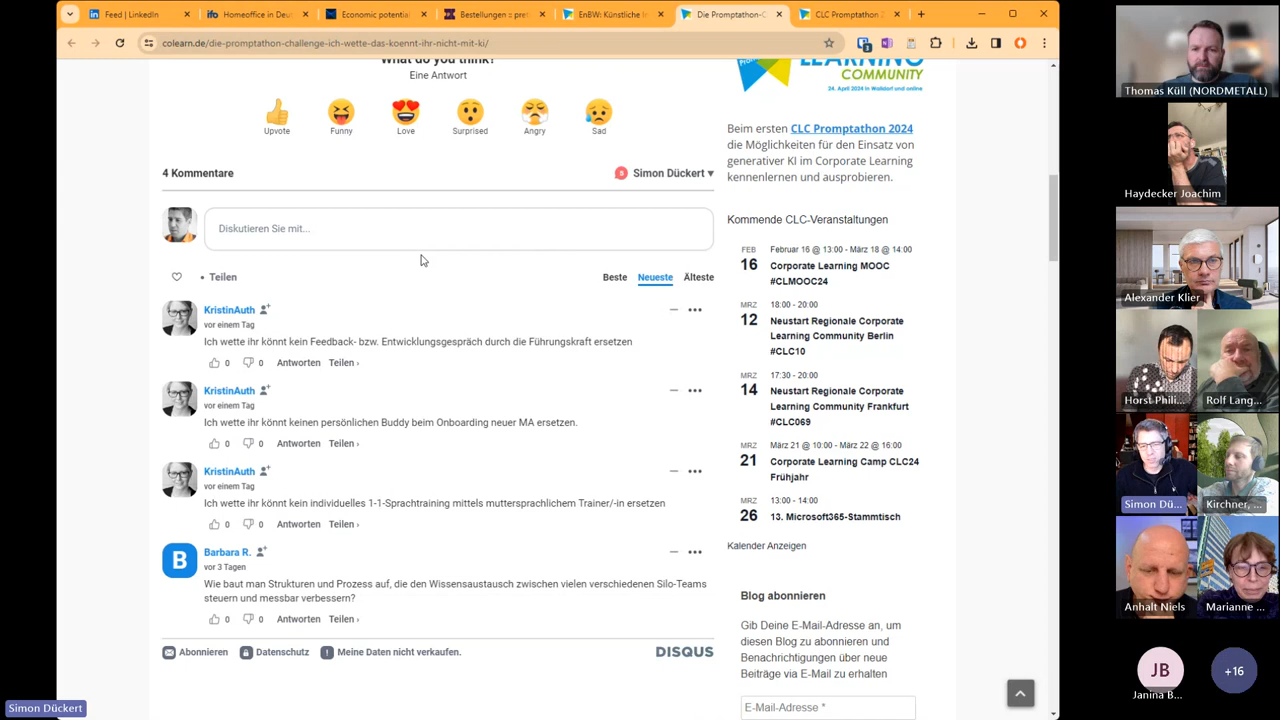 Feed | LinkedIn
Homeoffice in Deut
Economic potential
Bestellungen :: pret
EnBW: Künstliche In
Die Promptathon-C
CLC Promptathon 2
colearn.de/die-promptathon-challenge-ich-wette-das-koennt-ihr-nicht-mit-ki/
What do you think?
Eine Antwort
Upvote
Funny
Love
Surprised
Angry
Sad
4 Kommentare
Simon Dückert
Diskutieren Sie mit...
• Teilen
Beste
Neueste
Älteste
KristinAuth
vor einem Tag
Ich wette ihr könnt kein Feedback- bzw. Entwicklungsgespräch durch die Führungskraft ersetzen
0 0 Antworten Teilen ›
KristinAuth
vor einem Tag
Ich wette ihr könnt keinen persönlichen Buddy beim Onboarding neuer MA ersetzen.
0 0 Antworten Teilen ›
KristinAuth
vor einem Tag
Ich wette ihr könnt kein individuelles 1-1-Sprachtraining mittels muttersprachlichem Trainer/-in ersetzen
0 0 Antworten Teilen ›
B
Barbara R.
vor 3 Tagen
Wie baut man Strukturen und Prozess auf, die den Wissensaustausch zwischen vielen verschiedenen Silo-Teams
steuern und messbar verbessern?
0 0 Antworten Teilen ›
Abonnieren
Datenschutz
Meine Daten nicht verkaufen.
DISQUS
LEARNING
COMMUNITY
24. April 2024 in Walldorf und online
Beim ersten CLC Promptathon 2024
die Möglichkeiten für den Einsatz von
generativer KI im Corporate Learning
kennenlernen und ausprobieren.
Kommende CLC-Veranstaltungen
FEB
16
Februar 16 @ 13:00 - März 18 @ 14:00
Corporate Learning MOOC
#CLMOOC24
MRZ
12
18:00 - 20:00
Neustart Regionale Corporate
Learning Community Berlin
#CLC10
MRZ
14
17:30 - 20:00
Neustart Regionale Corporate
Learning Community Frankfurt
#CLC069
MRZ
21
März 21 @ 10:00 - März 22 @ 16:00
Corporate Learning Camp CLC24
Frühjahr
MRZ
26
13:00 - 14:00
13. Microsoft365-Stammtisch
Kalender Anzeigen
Blog abonnieren
Gib Deine E-Mail-Adresse an, um
diesen Blog zu abonnieren und
Benachrichtigungen über neue
Beiträge via E-Mail zu erhalten
E-Mail-Adresse *
Simon Dückert
Thomas Küll (NORDMETALL)
Haydecker Joachim
Alexander Klier
Horst Phili...
Rolf Lang...
Simon Dü...
Kirchner, ...
Anhalt Niels
Marianne ...
JB
Janina B...
+16